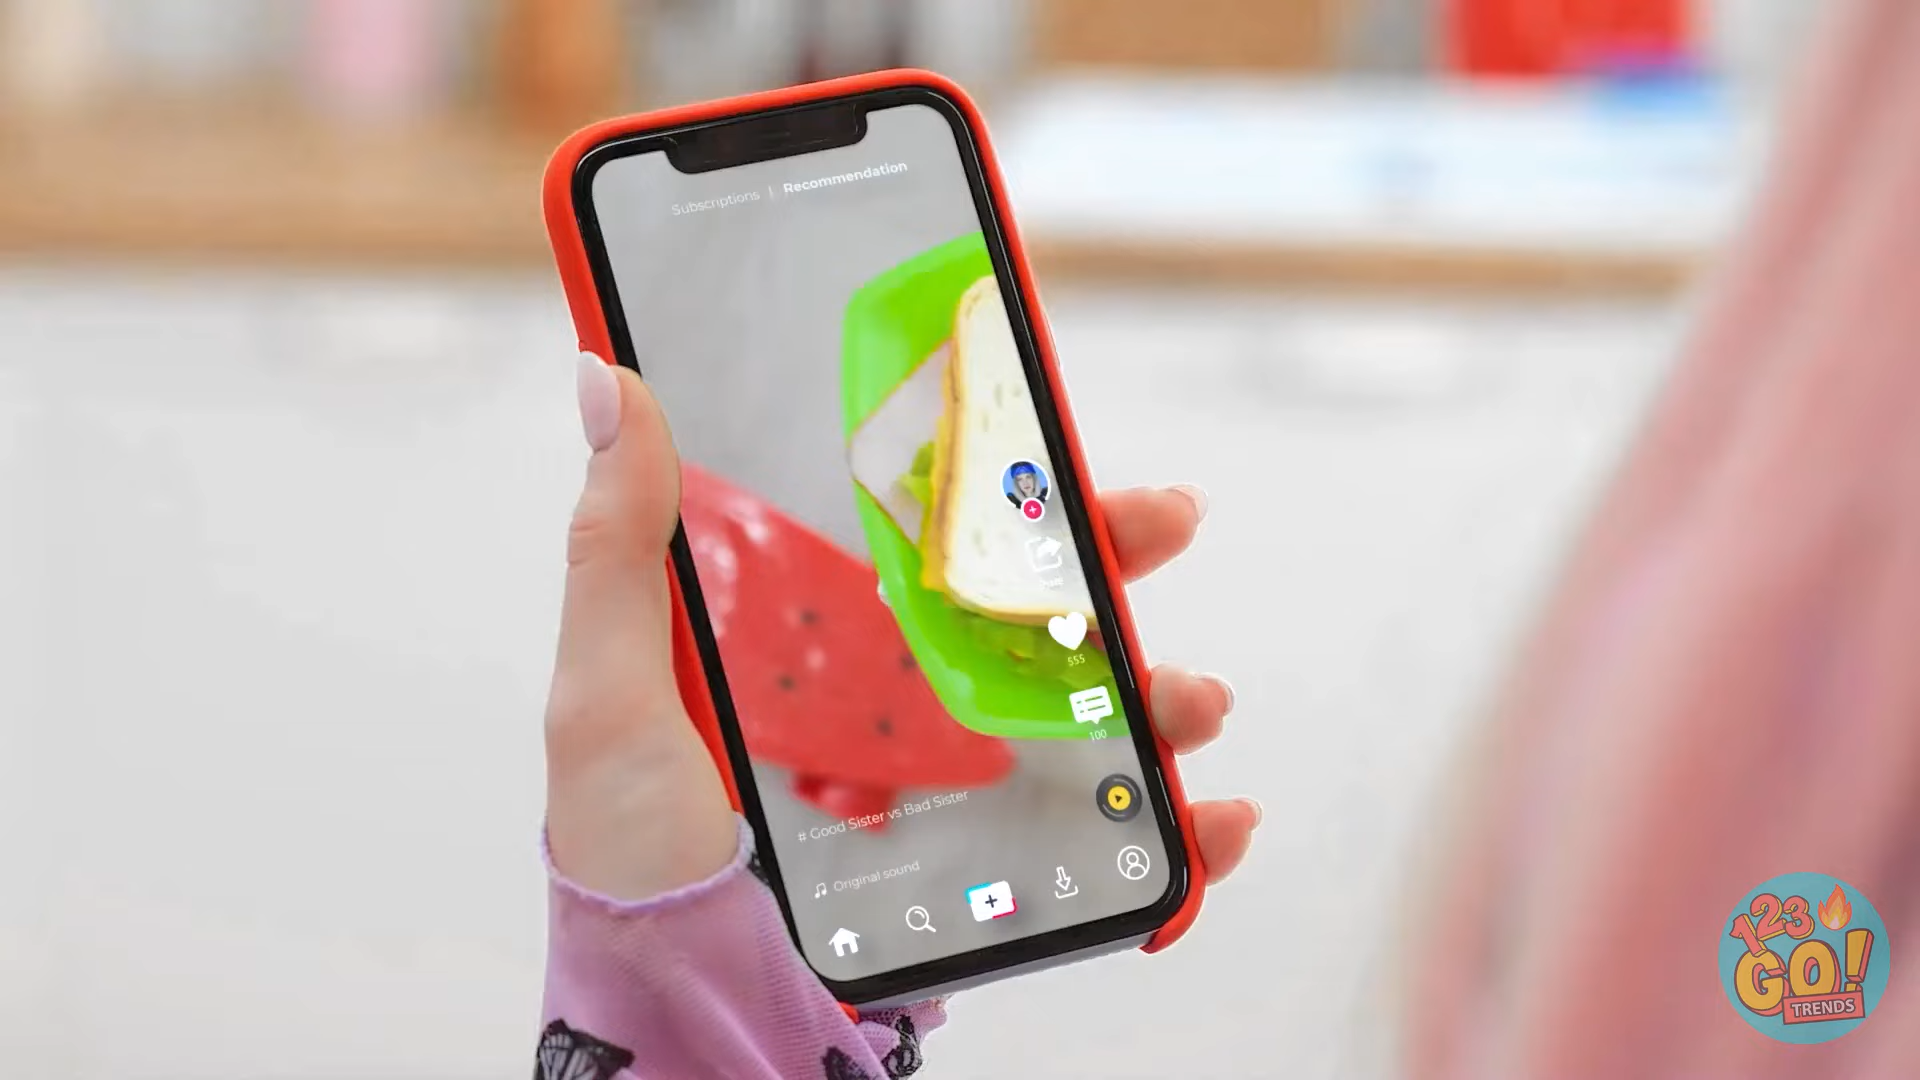 Subscriptions | Recommendation
555
100
# Good Sister vs Bad Sister
Original sound
123
GO!
TRENDS